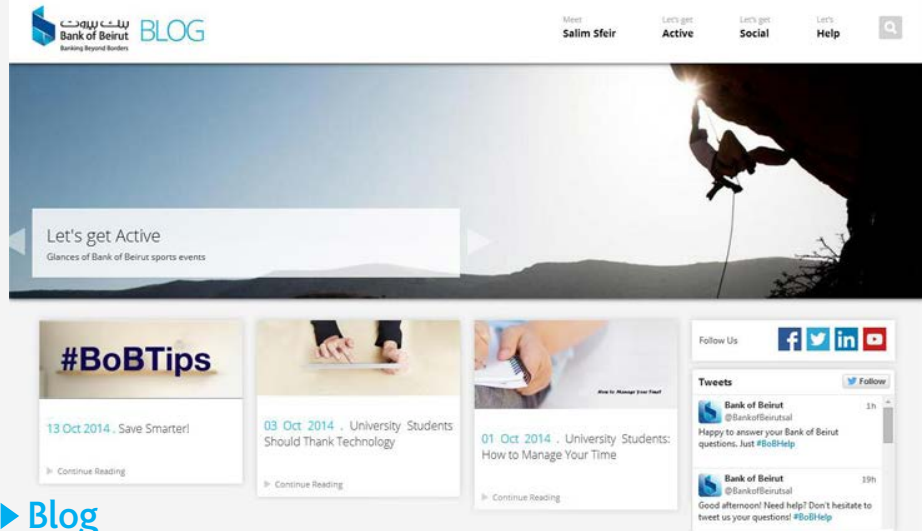 بنك بيروت
Bank of Beirut
Banking Beyond Borders
BLOG
Meet
Salim Sfeir
Let's get
Active
Let's get
Social
Let's
Help
Let's get Active
Glances of Bank of Beirut sports events
#BoBTips
13 Oct 2014 . Save Smarter!
Continue Reading
03 Oct 2014 . University Students
Should Thank Technology
Continue Reading
How to Manage Your Time?
01 Oct 2014 . University Students:
How to Manage Your Time
Continue Reading
Follow Us
f
in
Tweets
Follow
Bank of Beirut
1h
@BankofBeirutsal
Happy to answer your Bank of Beirut
questions. Just #BoBHelp
Bank of Beirut
19h
@BankofBeirutsal
Good afternoon! Need help? Don't hesitate to
tweet us your questions! #BoBHelp
Blog